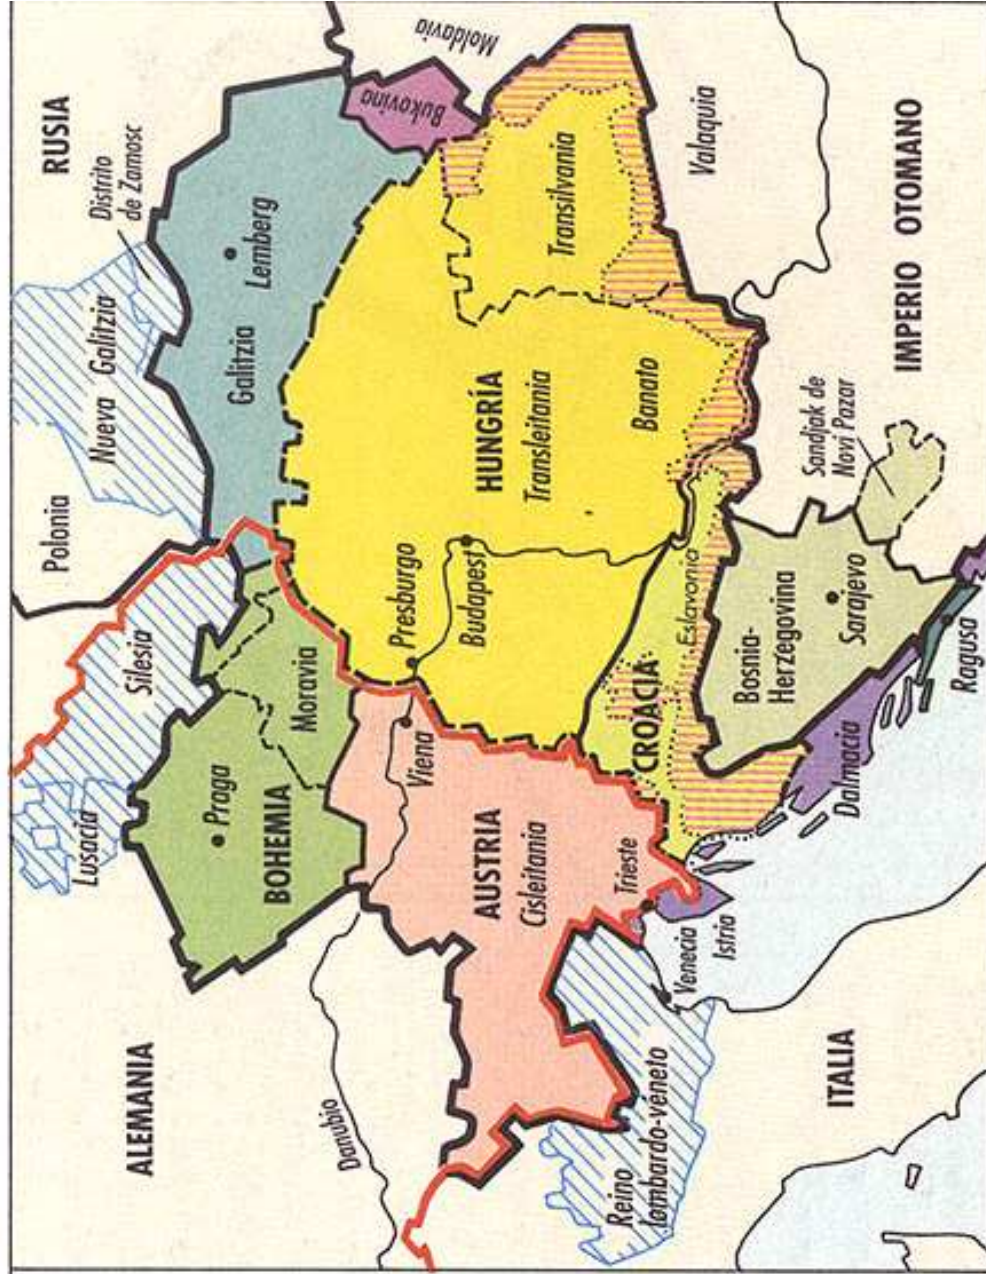 ALEMANIA
Lusacia
Silesia
Polonia
Nueva Galitzia
Distrito
de Zamosc
RUSIA
Praga
BOHEMIA
Moravia
Galitzia
Lemberg
Bukovina
Moldavia
Danubio
Viena
Presburgo
Budapest
AUSTRIA
Cisleitania
HUNGRÍA
Transleitania
Transilvania
Banato
Valaquia
Reino
lombardo-véneto
Venecia
Trieste
Istria
CROACIA
Eslavonia
Bosnia-
Herzegovina
Sarajevo
Sandjak de
Novi Pazar
IMPERIO OTOMANO
Dalmacia
Ragusa
ITALIA